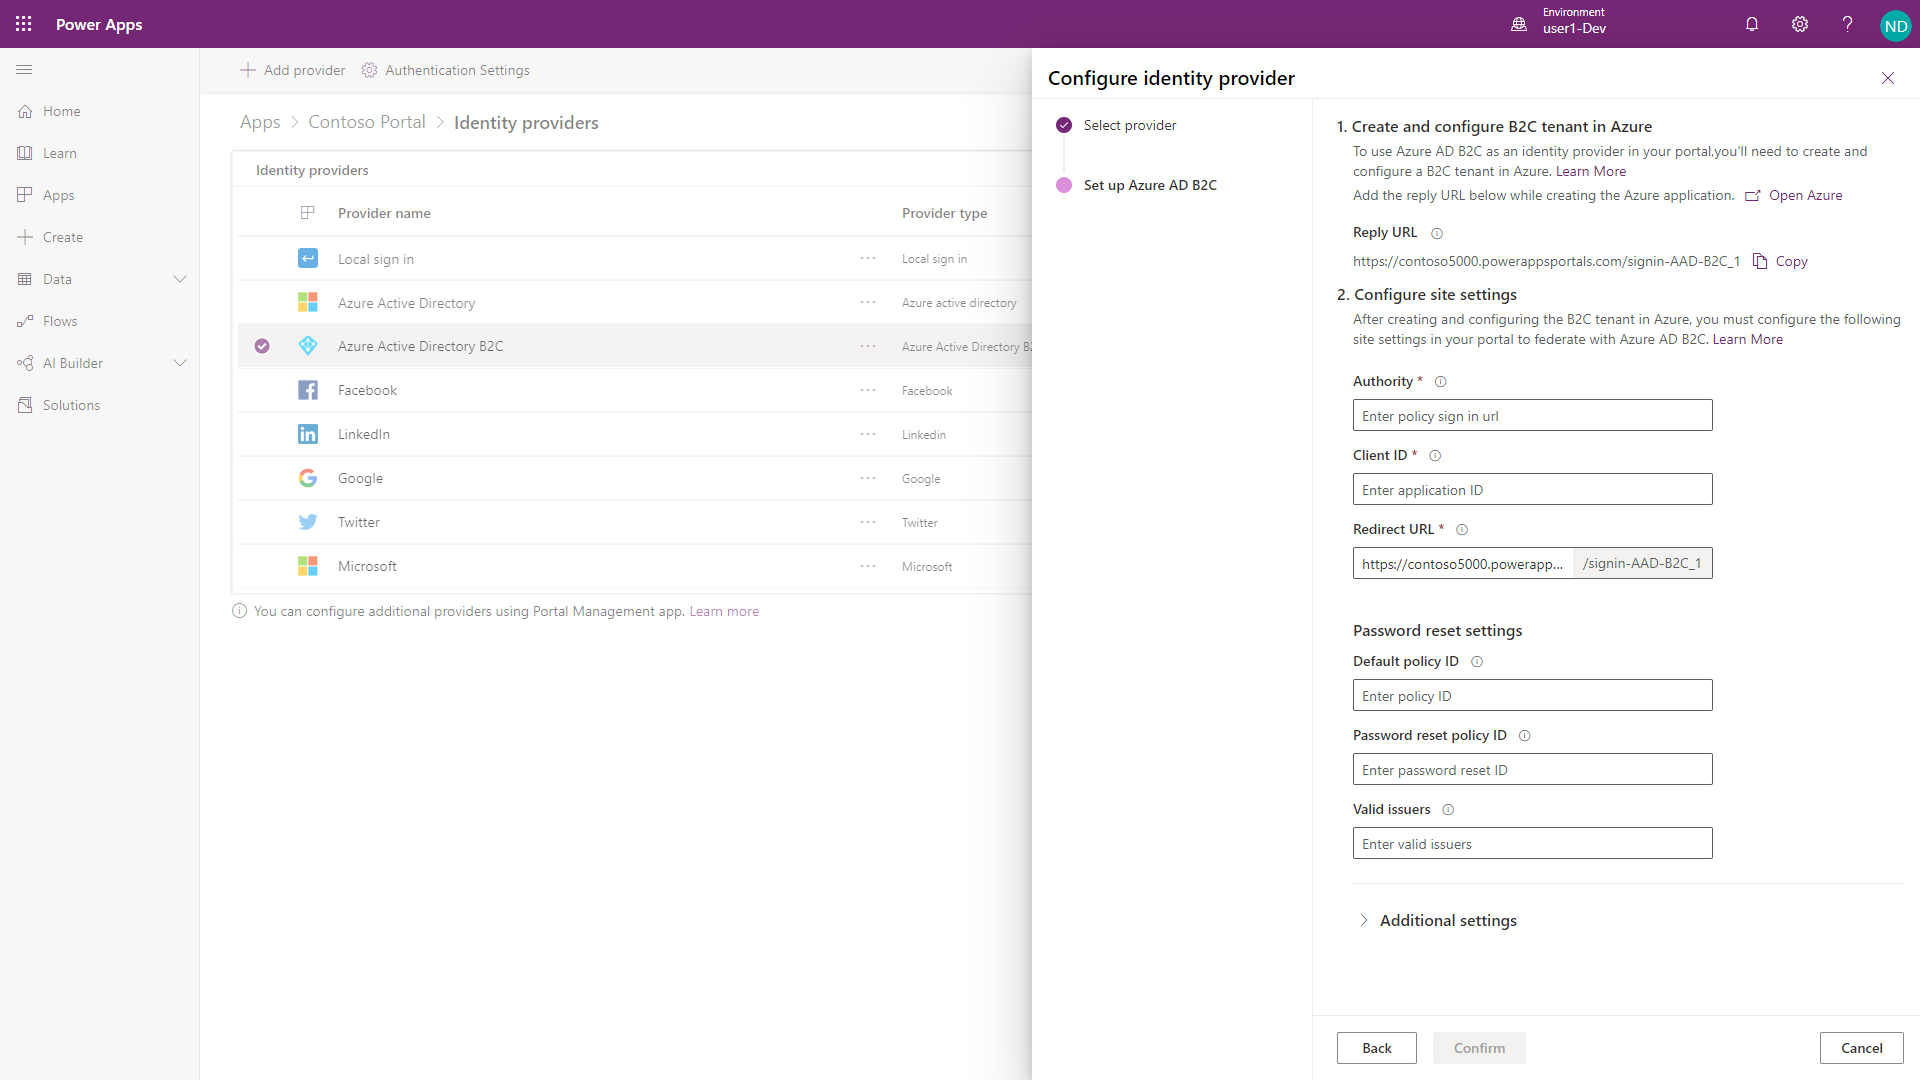 Power Apps
Environment
user1-Dev
?
ND
Home
Learn
Apps
Create
Data
Flows
AI Builder
Solutions
Add provider
Authentication Settings
Apps > Contoso Portal > Identity providers
Identity providers
Provider name
Provider type
Local sign in
···
Local sign in
Azure Active Directory
···
Azure active directory
Azure Active Directory B2C
···
Azure Active Directory B2
Facebook
···
Facebook
LinkedIn
···
Linkedin
Google
···
Google
Twitter
···
Twitter
Microsoft
···
Microsoft
You can configure additional providers using Portal Management app. Learn more
Configure identity provider
Select provider
Set up Azure AD B2C
1. Create and configure B2C tenant in Azure
To use Azure AD B2C as an identity provider in your portal,you'll need to create and
configure a B2C tenant in Azure. Learn More
Add the reply URL below while creating the Azure application. Open Azure
Reply URL
https://contoso5000.powerappsportals.com/signin-AAD-B2C_1 Copy
2. Configure site settings
After creating and configuring the B2C tenant in Azure, you must configure the following
site settings in your portal to federate with Azure AD B2C. Learn More
Authority *
Enter policy sign in url
Client ID *
Enter application ID
Redirect URL *
https://contoso5000.powerapp... /signin-AAD-B2C_1
Password reset settings
Default policy ID
Enter policy ID
Password reset policy ID
Enter password reset ID
Valid issuers
Enter valid issuers
Additional settings
Back
Confirm
Cancel